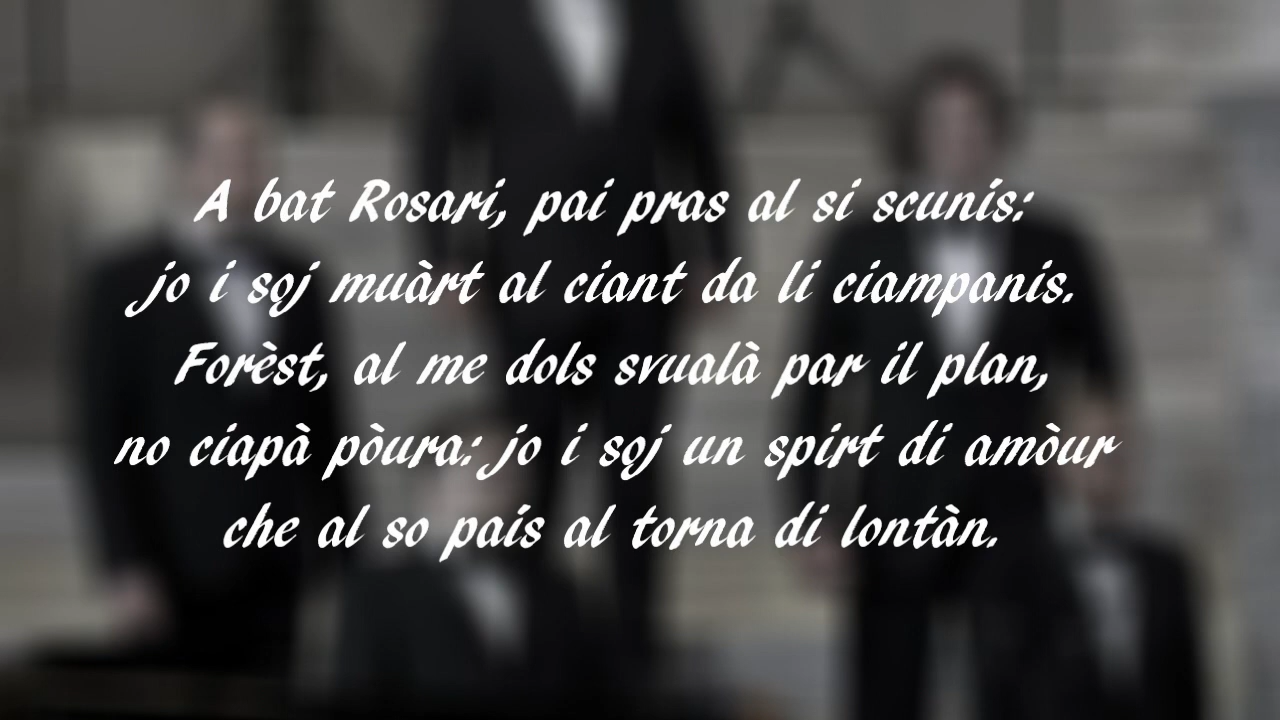 A bat Rosari, pai pras al si scunís:
jo i soj muàrt al ciant da li ciampanis.
Forèst, al me dols svualà par il plan,
no ciapà pòura: jo i soj un spirt di amòur
che al so país al torna di lontàn.